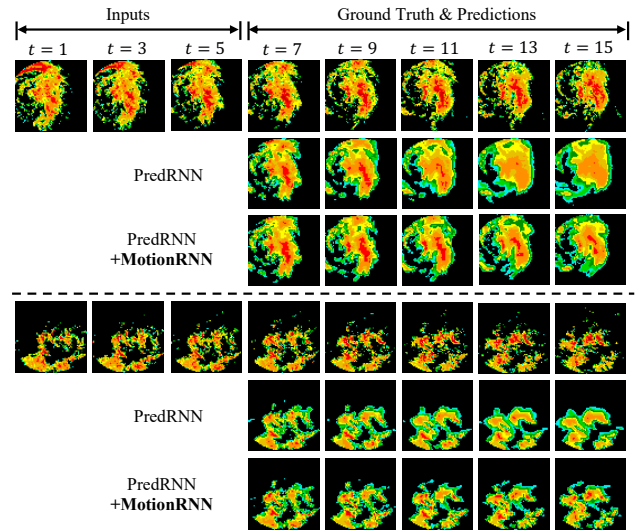 Inputs
Ground Truth & Predictions
t = 1
t = 3
t = 5
t = 7
t = 9
t = 11
t = 13
t = 15
PredRNN
PredRNN
+MotionRNN
PredRNN
PredRNN
+MotionRNN